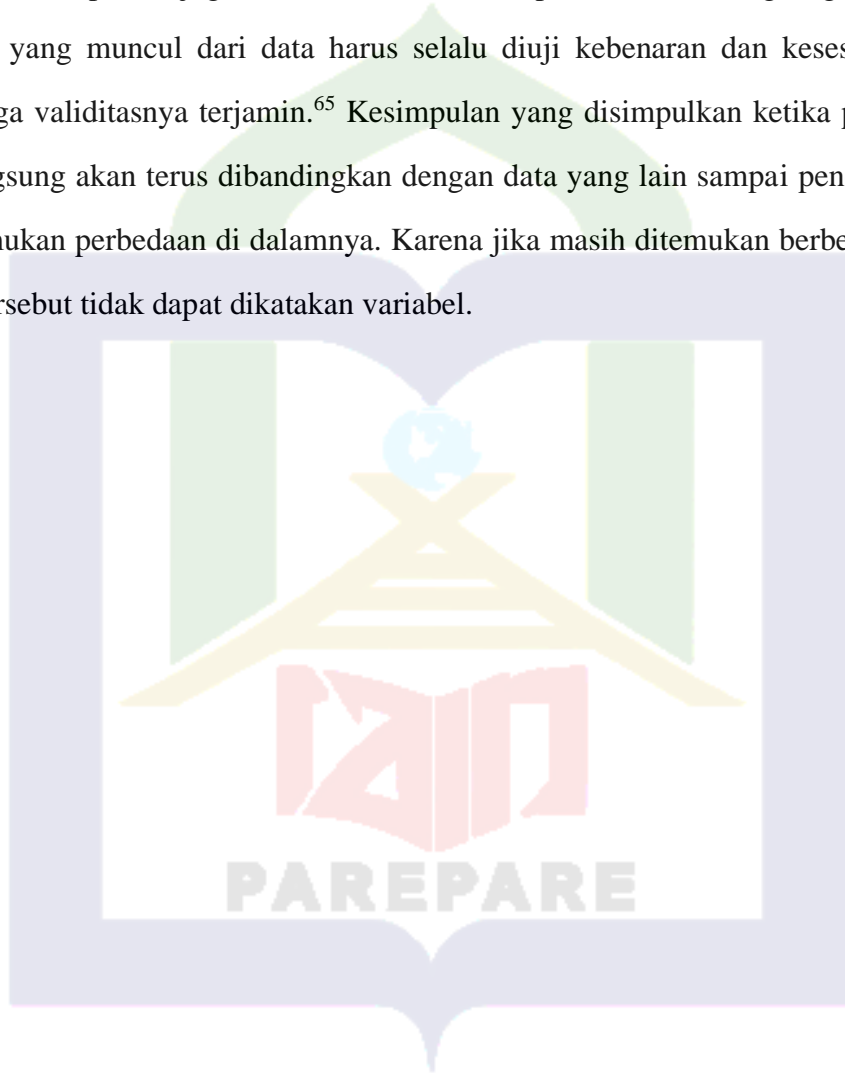 yang muncul dari data harus selalu diuji kebenaran dan keses
ga validitasnya terjamin.⁶⁵ Kesimpulan yang disimpulkan ketika p
gsung akan terus dibandingkan dengan data yang lain sampai pen
nukan perbedaan di dalamnya. Karena jika masih ditemukan berbe
rsebut tidak dapat dikatakan variabel.
iain
PAREPARE